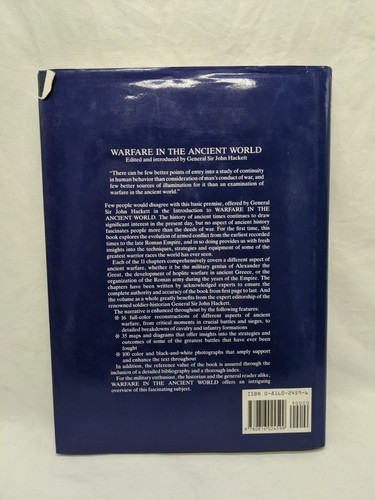 WARFARE IN THE ANCIENT WORLD
Edited and introduced by General Sir John Hackett
"There can be few better points of entry into a study of continuity
in human behavior than consideration of man's conduct of war, and
few better sources of illumination for it than an examination of
warfare in the ancient world."
Few people would disagree with this basic premise, offered by General
Sir John Hackett in the Introduction to WARFARE IN THE
ANCIENT WORLD. The history of ancient times continues to draw
significant interest in the present day, but no aspect of ancient history
fascinates people more than the deeds of war. For the first time, this
book explores the evolution of armed conflict from the earliest recorded
times to the late Roman Empire, and in so doing provides us with fresh
insights into the techniques, strategies and equipment of some of the
greatest warrior races the world has ever seen.
Each of the 11 chapters comprehensively covers a different aspect of
ancient warfare, whether it be the military genius of Alexander the
Great, the development of hoplite warfare in ancient Greece, or the
organization of the Roman army during the years of the Empire. The
chapters have been written by acknowledged experts to ensure the
complete authority and accuracy of the book from first page to last. And
the volume as a whole greatly benefits from the expert editorship of the
renowned soldier-historian General Sir John Hackett.
The narrative is enhanced throughout by the following features:
16 full-color reconstructions of different aspects of ancient
warfare, from critical moments in crucial battles and sieges, to
detailed breakdowns of cavalry and infantry formations
35 maps and diagrams that offer insights into the strategies and
outcomes of some of the greatest battles that have ever been
fought
100 color and black-and-white photographs that amply support
and enhance the text throughout
In addition, the reference value of the book is assured through the
inclusion of a detailed bibliography and a thorough index.
For the military enthusiast, the historian and the general reader alike,
WARFARE IN THE ANCIENT WORLD offers an intriguing
overview of this fascinating subject.
ISBN 0-8160-2459-6
90000
9 780816 024599